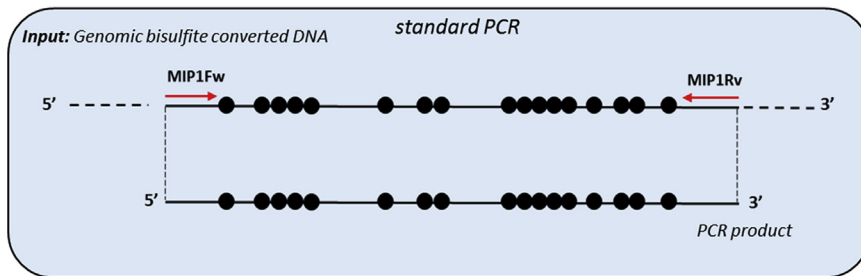 standard PCR
Input: Genomic bisulfite converted DNA
MIP1Fw
MIP1Rv
5’
3’
5’
3’
PCR product